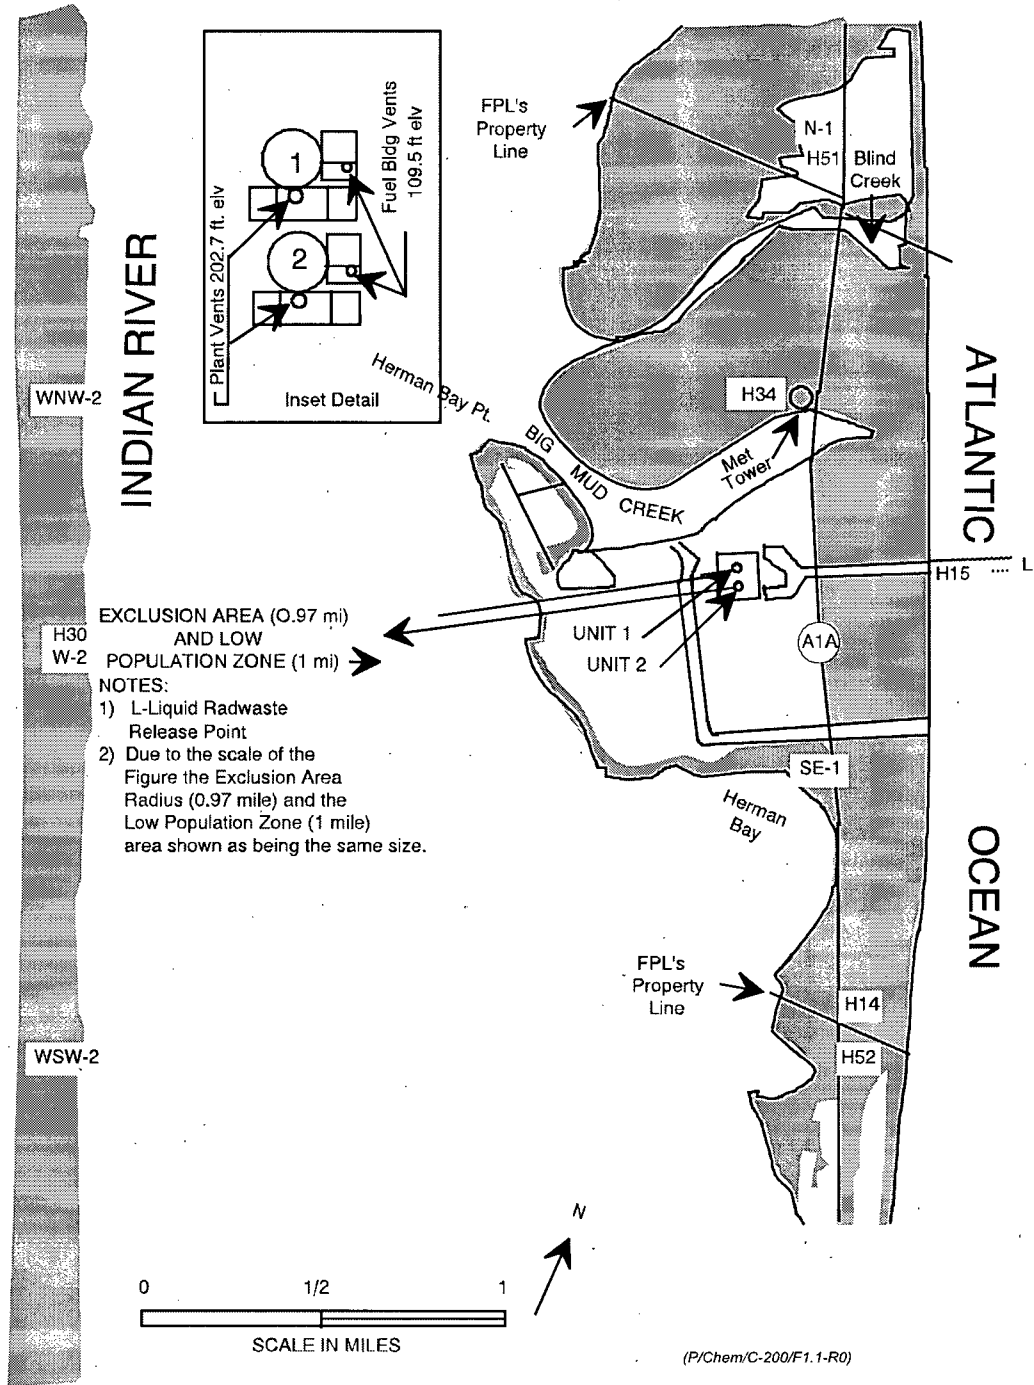 FPL's
Property
Line
N-1
H51
Blind
Creek
Plant Vents 202.7 ft. elv
1
2
Fuel Bldg Vents
109.5 ft elv
Inset Detail
INDIAN RIVER
WNW-2
Herman Bay Pt.
BIG MUD CREEK
H34
Met
Tower
ATLANTIC
OCEAN
H15
L
EXCLUSION AREA (0.97 mi)
AND LOW
POPULATION ZONE (1 mi)
H30
W-2
UNIT 1
UNIT 2
A1A
NOTES:
1) L-Liquid Radwaste
Release Point
2) Due to the scale of the
Figure the Exclusion Area
Radius (0.97 mile) and the
Low Population Zone (1 mile)
area shown as being the same size.
SE-1
Herman
Bay
FPL's
Property
Line
H14
H52
WSW-2
N
0 1/2 1
SCALE IN MILES
(P/Chem/C-200/F1.1-R0)